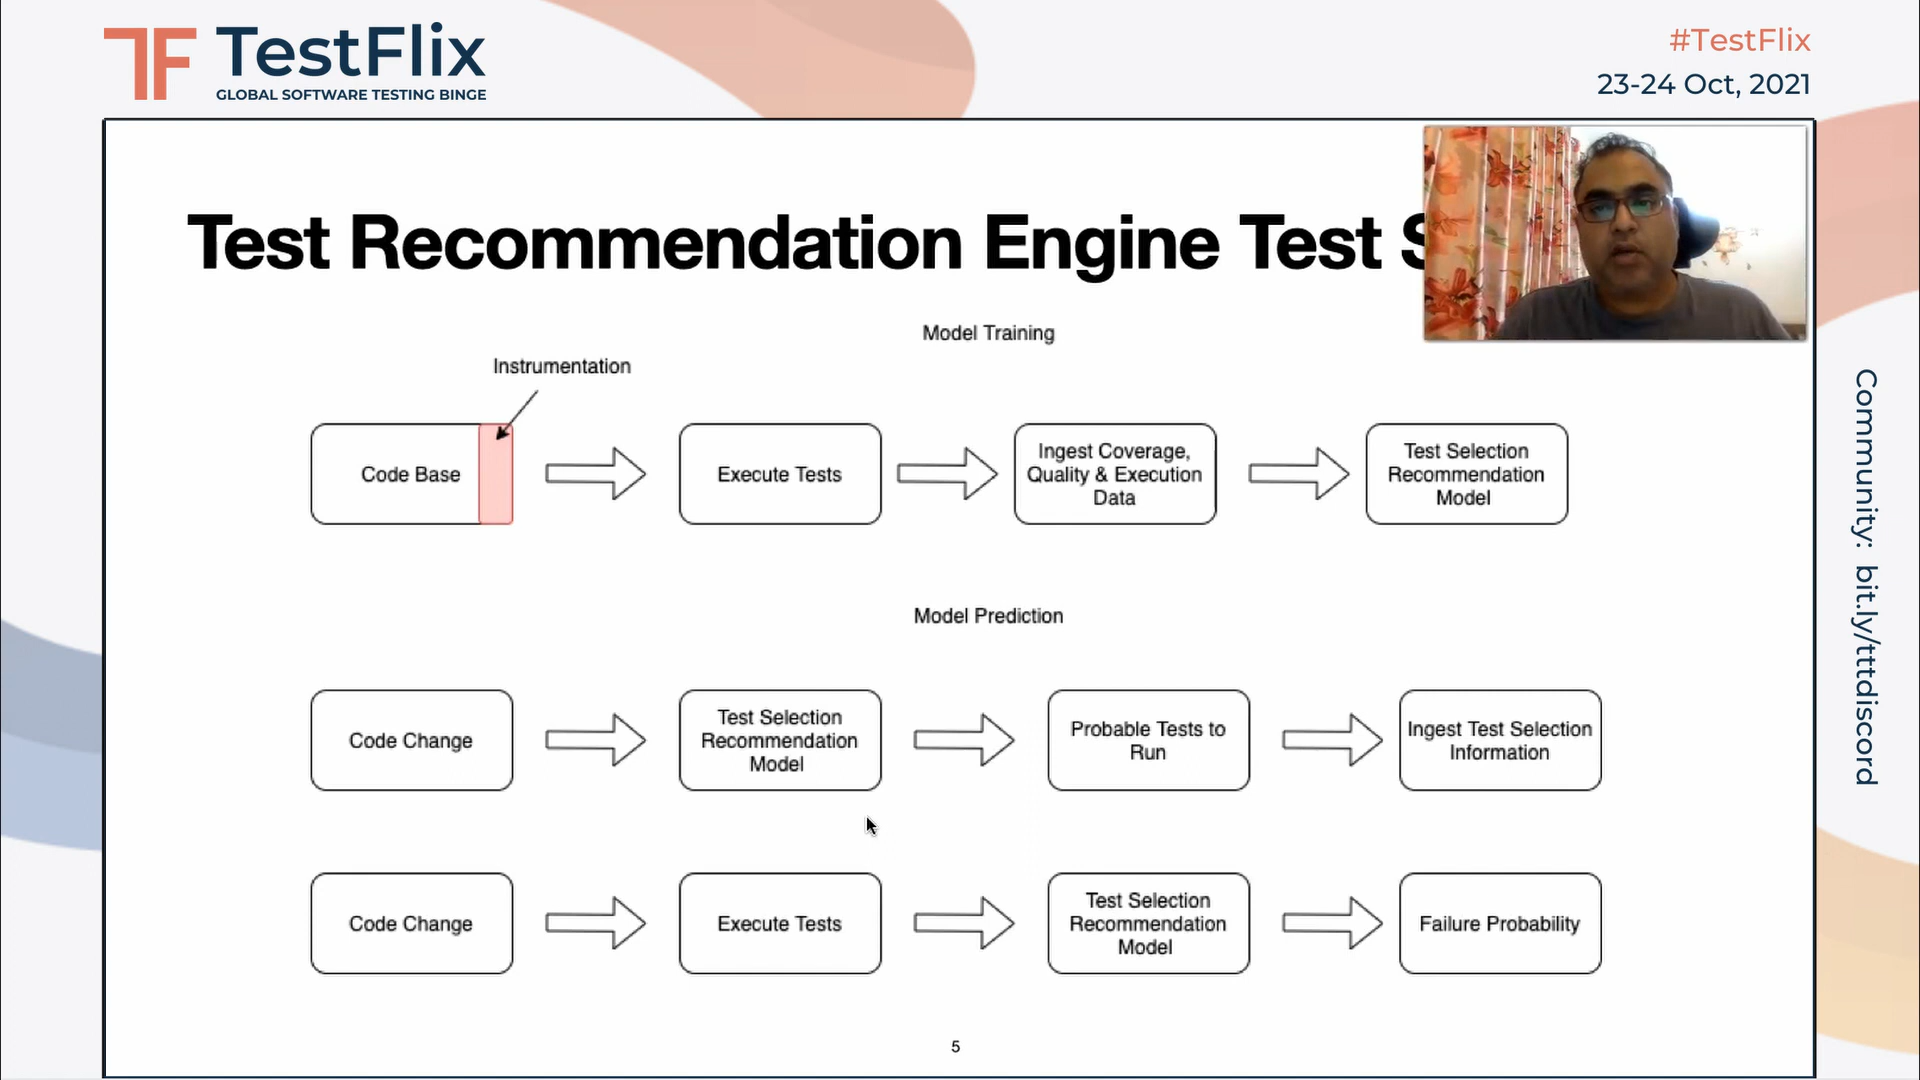 TF TestFlix
GLOBAL SOFTWARE TESTING BINGE
#TestFlix
23-24 Oct, 2021
Test Recommendation Engine Test S
Model Training
Instrumentation
Code Base
Execute Tests
Ingest Coverage,
Quality & Execution
Data
Test Selection
Recommendation
Model
Model Prediction
Code Change
Test Selection
Recommendation
Model
Probable Tests to
Run
Ingest Test Selection
Information
Code Change
Execute Tests
Test Selection
Recommendation
Model
Failure Probability
5
Community: bit.ly/tttdiscord